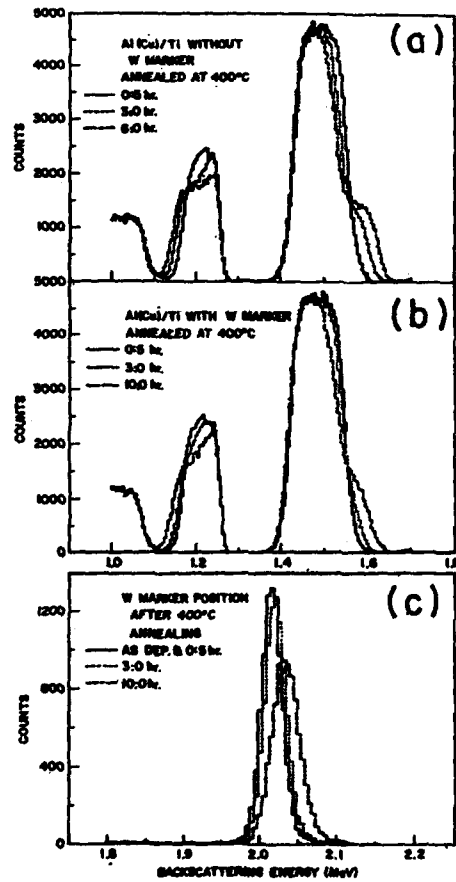 5000
4000
3000
2000
1000
0
COUNTS
(a)
Al(Cu)/Ti WITHOUT
W MARKER
ANNEALED AT 400°C
0.5 hr.
3.0 hr.
6.0 hr.
5000
4000
3000
2000
1000
0
COUNTS
(b)
Al(Cu)/Ti WITH W MARKER
ANNEALED AT 400°C
0.5 hr.
3.0 hr.
10.0 hr.
1.0
1.2
1.4
1.6
1.8
1200
800
400
0
COUNTS
(c)
W MARKER POSITION
AFTER 400°C
ANNEALING
AS DEP. & 0.5 hr.
3.0 hr.
10.0 hr.
1.8
1.9
2.0
2.1
2.2
BACKSCATTERING ENERGY (MeV)